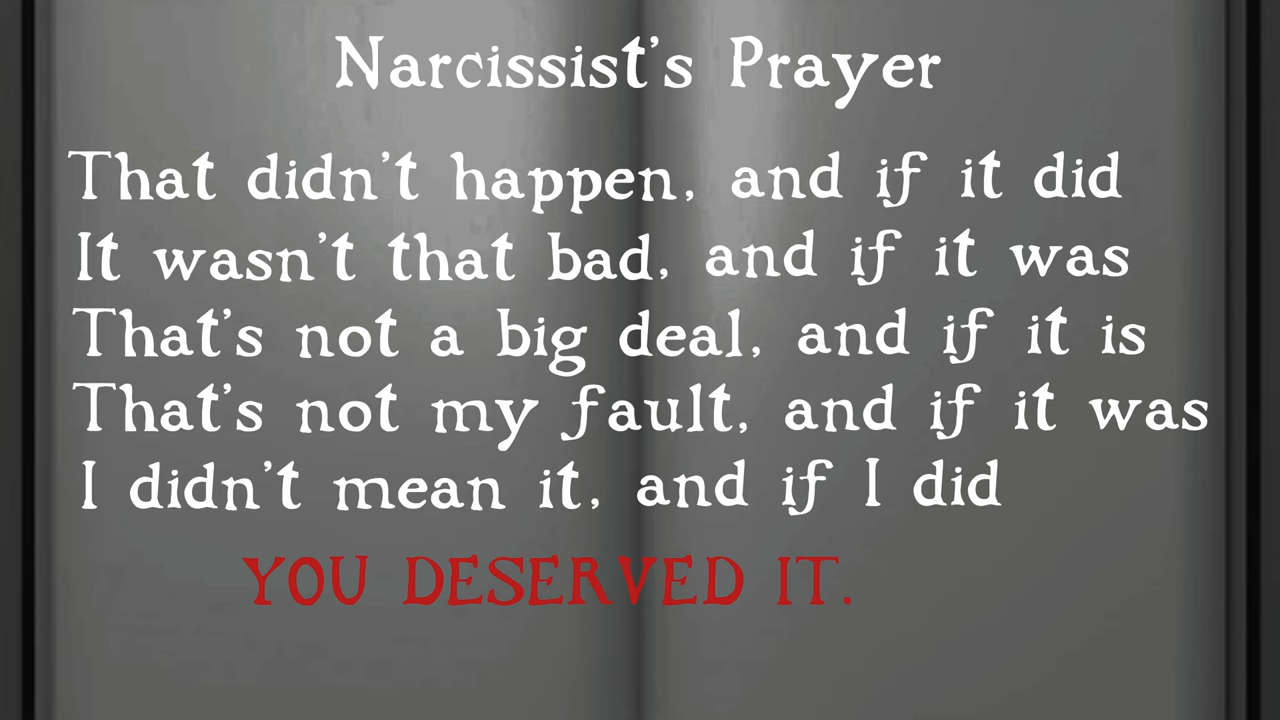 Narcissist's Prayer
That didn't happen, and if it did
It wasn't that bad, and if it was
That's not a big deal, and if it is
That's not my fault, and if it was
I didn't mean it, and if I did
YOU DESERVED IT.